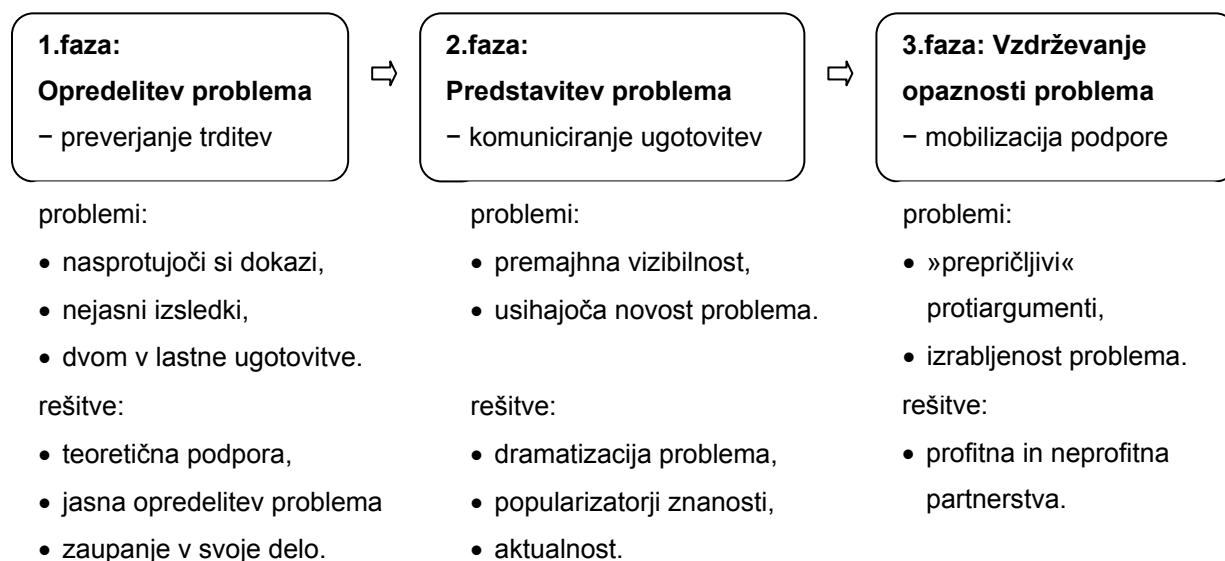 1.faza:
Opredelitev problema
− preverjanje trditev
problemi:
• nasprotujoči si dokazi,
• nejasni izsledki,
• dvom v lastne ugotovitve.
rešitve:
• teoretična podpora,
• jasna opredelitev problema
• zaupanje v svoje delo.
2.faza:
Predstavitev problema
− komuniciranje ugotovitev
problemi:
• premajhna vizibilnost,
• usihajoča novost problema.
rešitve:
• dramatizacija problema,
• popularizatorji znanosti,
• aktualnost.
3.faza: Vzdrževanje
opaznosti problema
− mobilizacija podpore
problemi:
• »prepričljivi«
protiargumenti,
• izrabljenost problema.
rešitve:
• profitna in neprofitna
partnerstva.